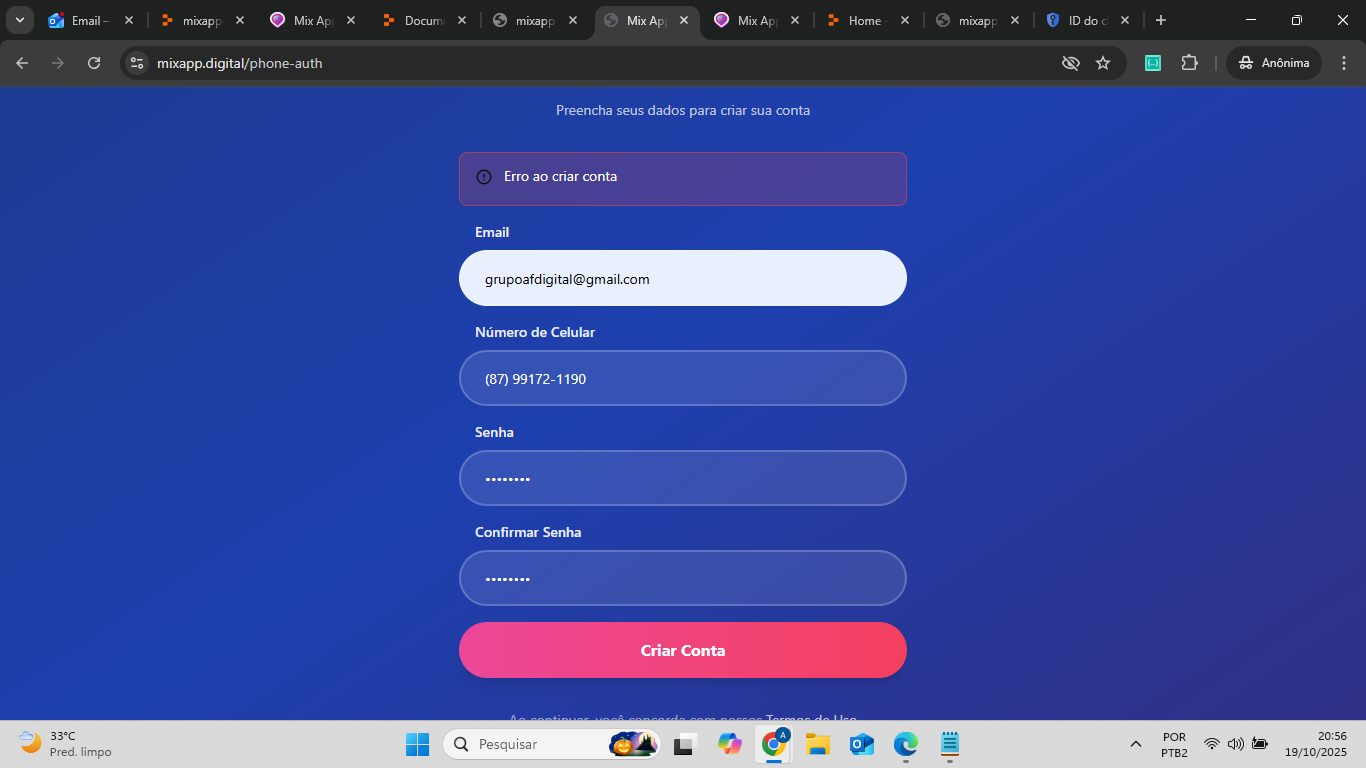 Email –
mixapp-
Mix App
Docume
mixapp
Mix App
Mix App
Home -
mixapp
ID do cl
mixapp.digital/phone-auth
Anônima
Preencha seus dados para criar sua conta
Erro ao criar conta
Email
grupoafdigital@gmail.com
Número de Celular
(87) 99172-1190
Senha
••••••••
Confirmar Senha
••••••••
Criar Conta
Ao continuar, você concorda com nossos Termos de Uso
33°C
Pred. limpo
Pesquisar
A
POR
PTB2
20:56
19/10/2025